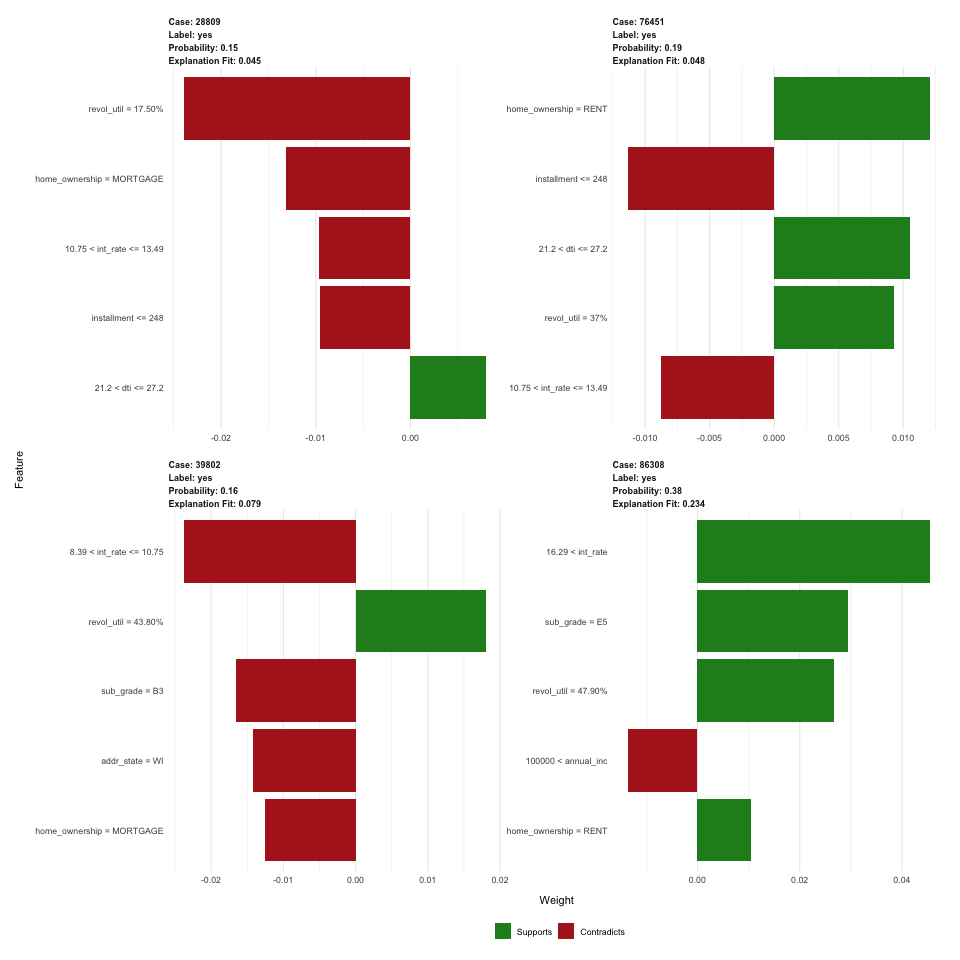 Case: 28809
Label: yes
Probability: 0.15
Explanation Fit: 0.045
revol_util = 17.50%
home_ownership = MORTGAGE
10.75 < int_rate <= 13.49
installment <= 248
21.2 < dti <= 27.2
-0.02 -0.01 0.00
Case: 76451
Label: yes
Probability: 0.19
Explanation Fit: 0.048
home_ownership = RENT
installment <= 248
21.2 < dti <= 27.2
revol_util = 37%
10.75 < int_rate <= 13.49
-0.010 -0.005 0.000 0.005 0.010
Feature
Case: 39802
Label: yes
Probability: 0.16
Explanation Fit: 0.079
8.39 < int_rate <= 10.75
revol_util = 43.80%
sub_grade = B3
addr_state = WI
home_ownership = MORTGAGE
-0.02 -0.01 0.00 0.01 0.02
Case: 86308
Label: yes
Probability: 0.38
Explanation Fit: 0.234
16.29 < int_rate
sub_grade = E5
revol_util = 47.90%
100000 < annual_inc
home_ownership = RENT
0.00 0.02 0.04
Weight
Supports Contradicts